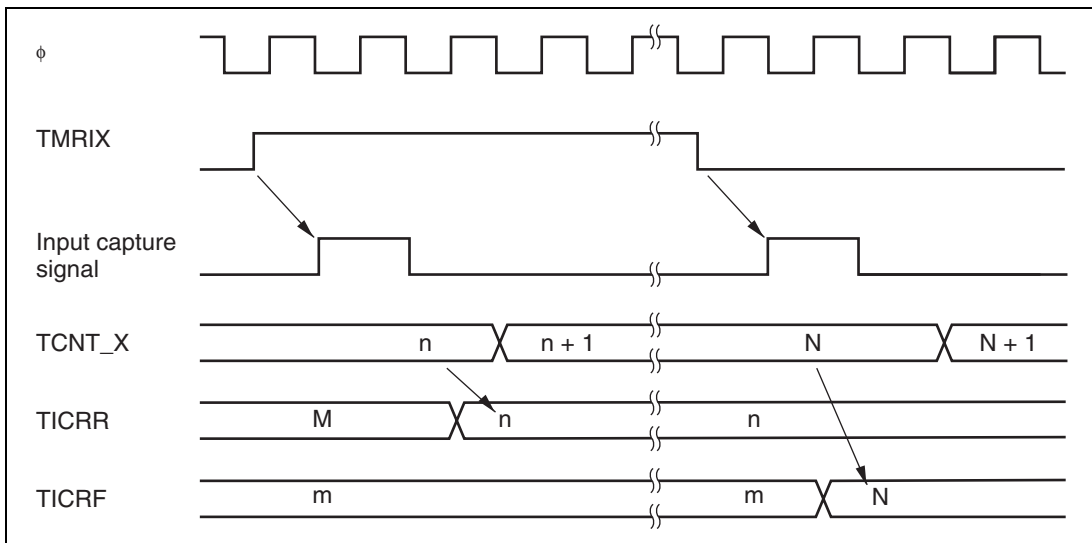 ϕ
TMRIX
Input capture
signal
TCNT_X n n + 1 N N + 1
TICRR M n n
TICRF m m N